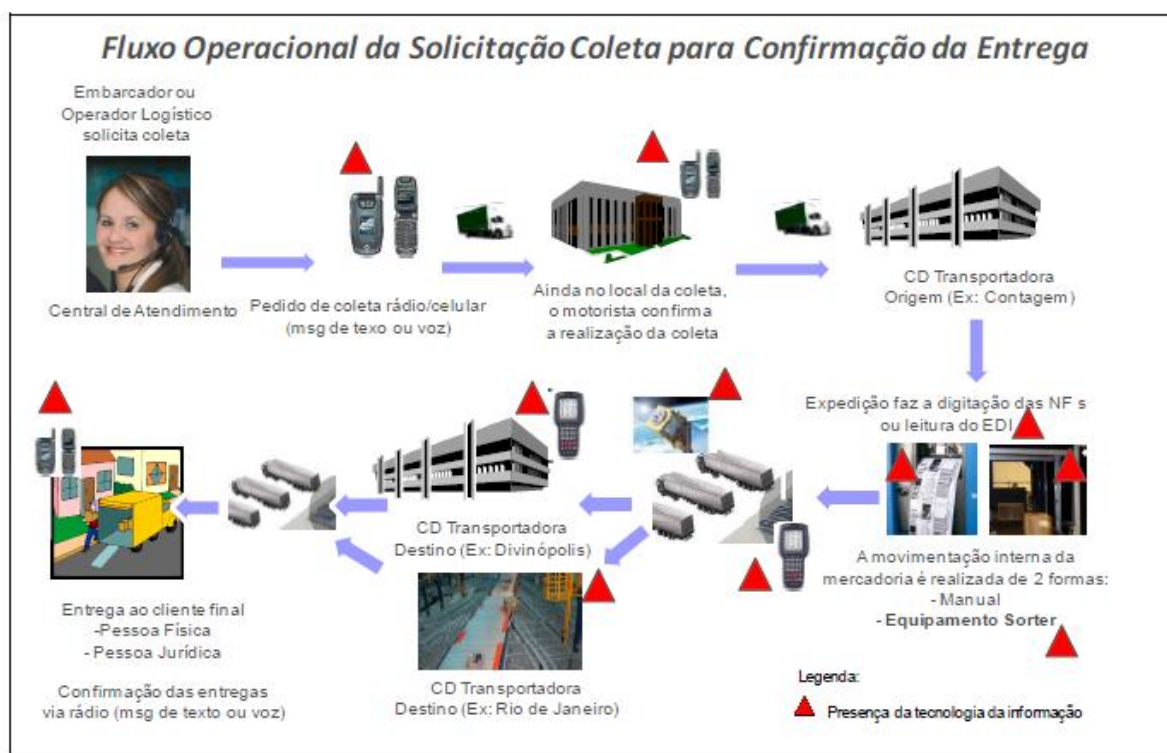 Fluxo Operacional da Solicitação Coleta para Confirmação da Entrega
Embarcador ou
Operador Logístico
solicita coleta
Central de Atendimento
Pedido de coleta rádio/celular
(msg de texo ou voz)
Ainda no local da coleta,
o motorista confirma
a realização da coleta
CD Transportadora
Origem (Ex: Contagem)
Expedição faz a digitação das NF s
ou leitura do EDI
A movimentação interna da
mercadoria é realizada de 2 formas:
- Manual
- Equipamento Sorter
CD Transportadora
Destino (Ex: Divinópolis)
CD Transportadora
Destino (Ex: Rio de Janeiro)
Entrega ao cliente final
-Pessoa Física
- Pessoa Jurídica
Confirmação das entregas
via rádio (msg de texto ou voz)
Legenda:
Presença da tecnologia da informação